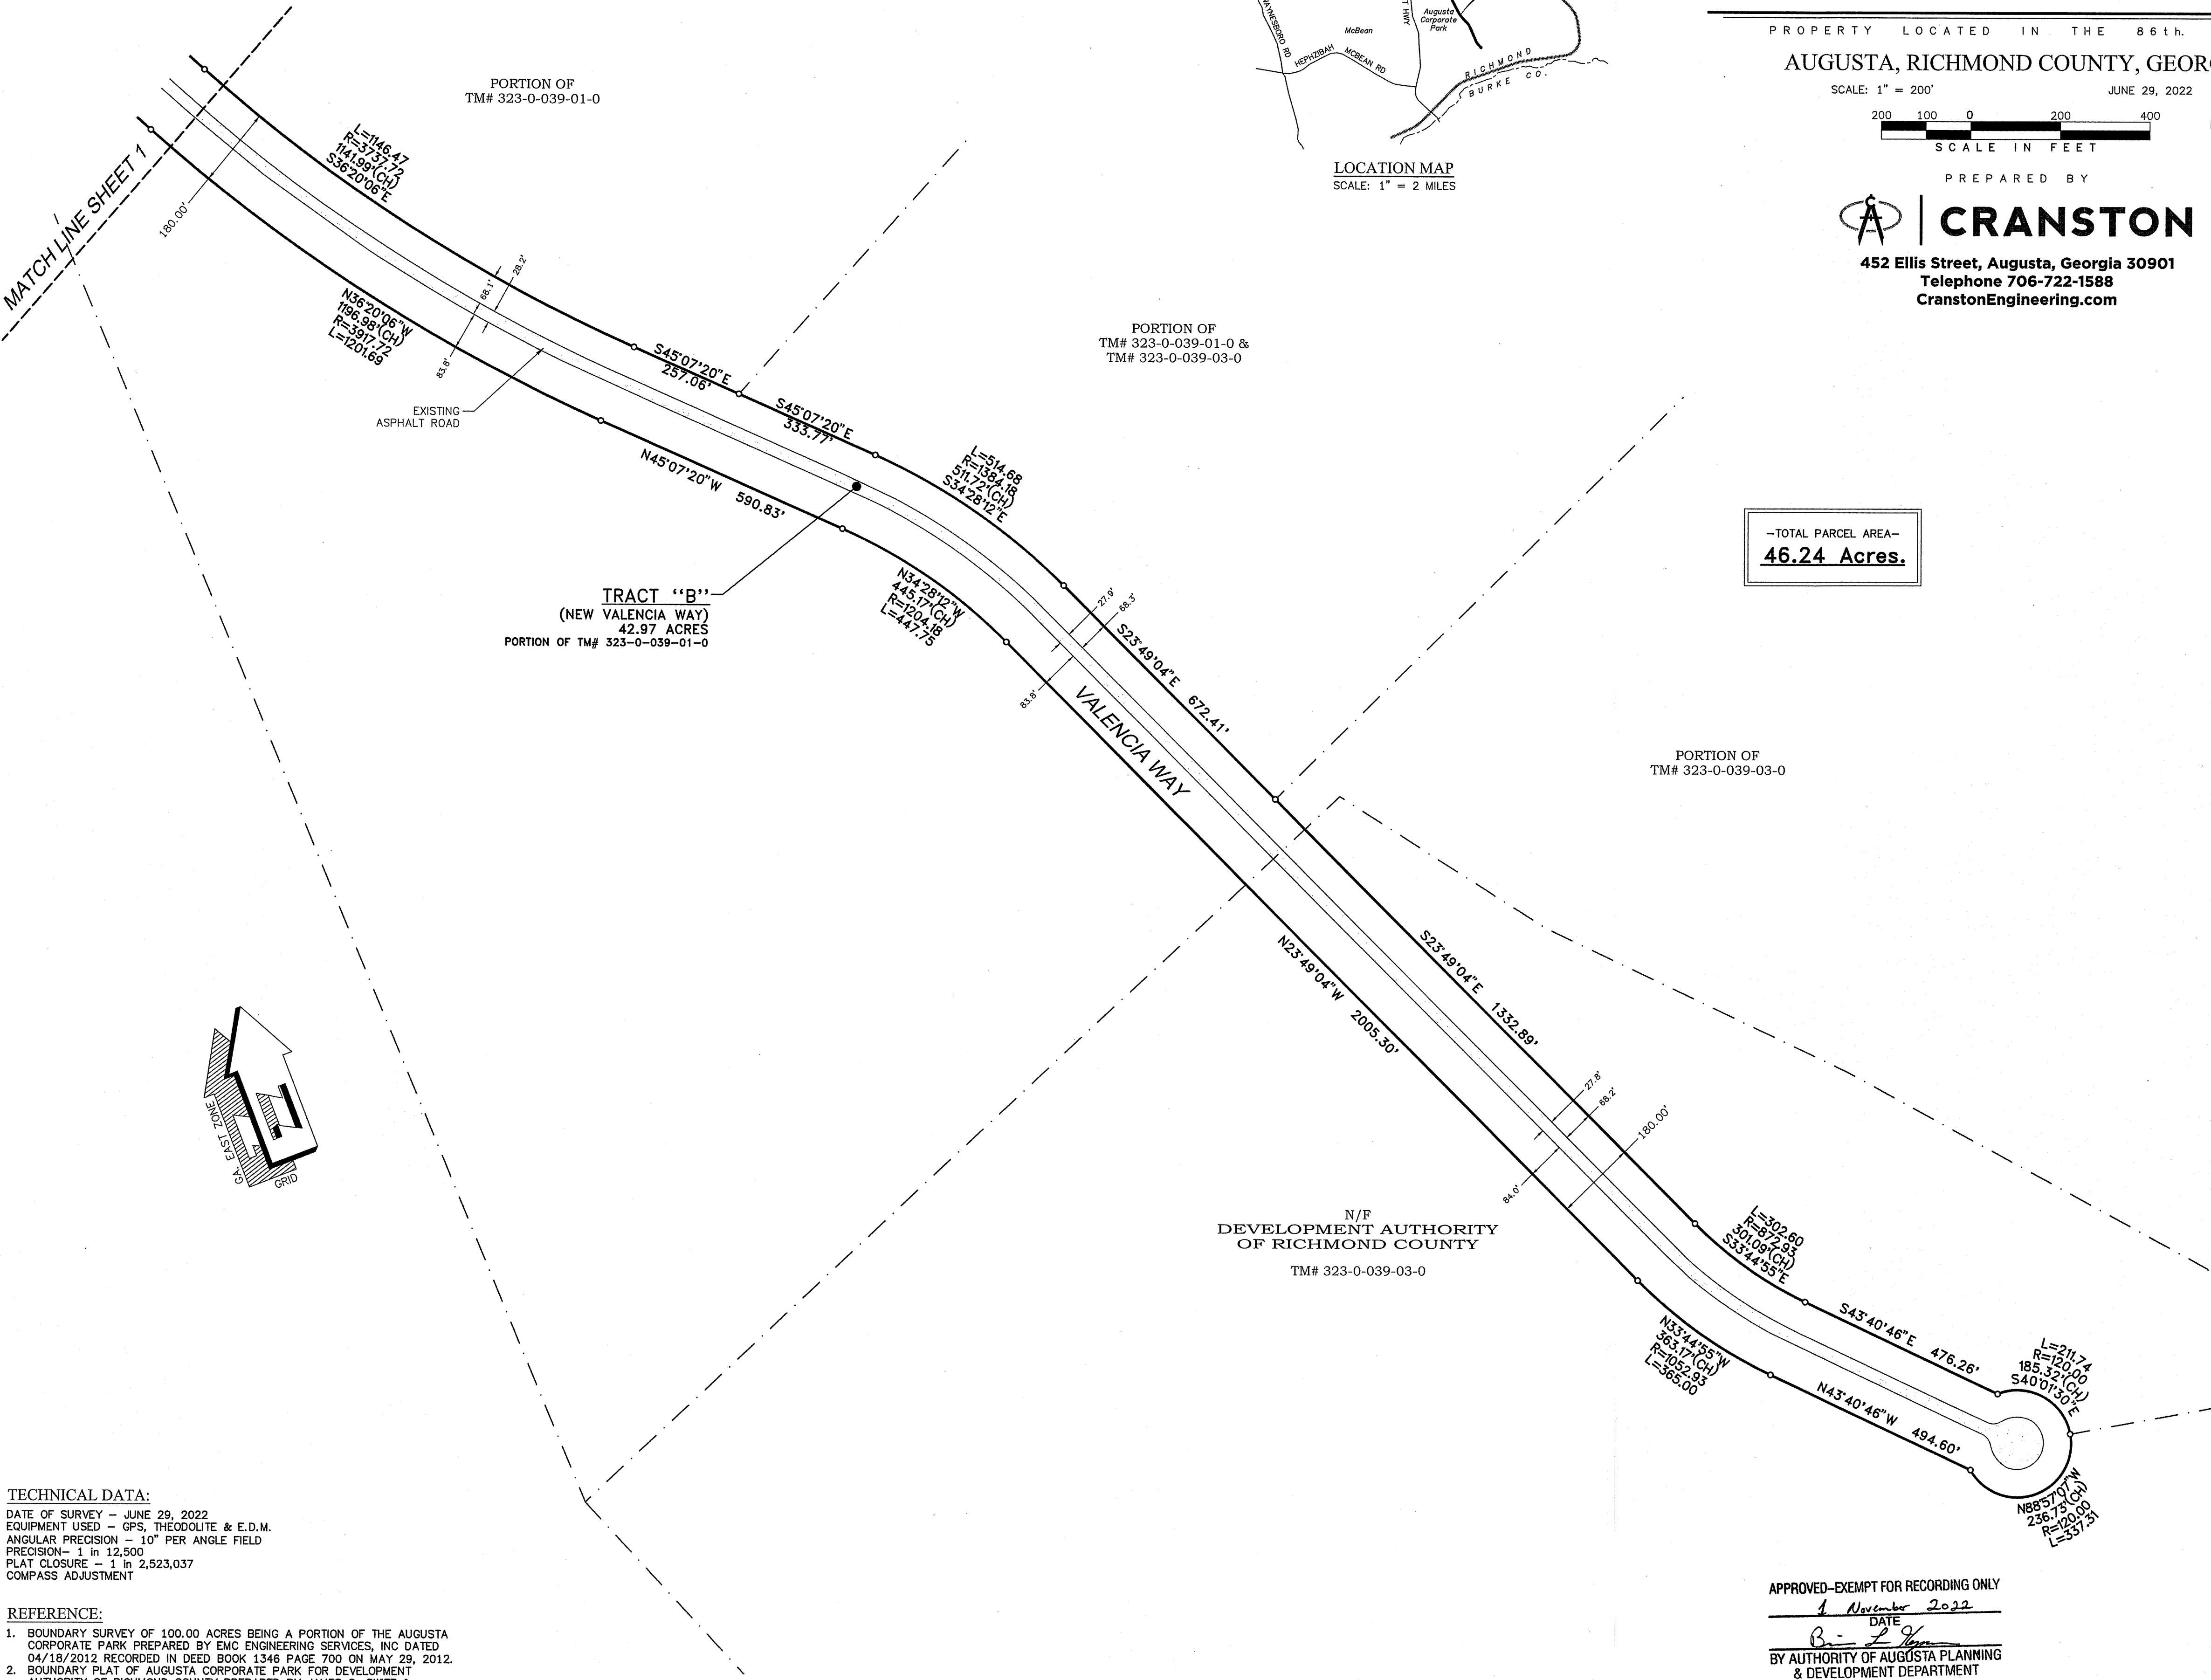 WAYNESBORO RD
HEPHZIBAH
McBEAN RD
McBean
T HWY
Augusta
Corporate
Park
RICHMOND
BURKE CO.
LOCATION MAP
SCALE: 1" = 2 MILES
PROPERTY LOCATED IN THE 86th.
AUGUSTA, RICHMOND COUNTY, GEOR
SCALE: 1" = 200'
JUNE 29, 2022
200 100 0 200 400
SCALE IN FEET
PREPARED BY
CRANSTON
452 Ellis Street, Augusta, Georgia 30901
Telephone 706-722-1588
CranstonEngineering.com
MATCH LINE SHEET 1
PORTION OF
TM# 323-0-039-01-0
L=1146.47
R=3737.72
1141.99'(CH)
S36°20'06"E
180.00'
N36°20'06"W
1196.98'(CH)
R=3917.72
L=1201.69
68.1'
28.2'
83.8'
EXISTING
ASPHALT ROAD
S45°07'20"E
257.06'
S45°07'20"E
333.77'
N45°07'20"W 590.83'
PORTION OF
TM# 323-0-039-01-0 &
TM# 323-0-039-03-0
L=514.68
R=1384.18
511.72'(CH)
S34°28'12"E
N34°28'12"W
445.17'(CH)
R=1204.18
L=447.75
TRACT "B"
(NEW VALENCIA WAY)
42.97 ACRES
PORTION OF TM# 323-0-039-01-0
-TOTAL PARCEL AREA-
46.24 Acres.
27.9'
68.3'
83.8'
S23°49'04"E 672.41'
VALENCIA WAY
PORTION OF
TM# 323-0-039-03-0
S23°49'04"E 1332.89'
N23°49'04"W 2005.30'
27.8'
68.2'
180.00'
84.0'
N/F
DEVELOPMENT AUTHORITY
OF RICHMOND COUNTY
TM# 323-0-039-03-0
L=302.60
R=872.93
301.09'(CH)
S33°44'55"E
N33°44'55"W
363.17'(CH)
R=1052.93
L=365.00
S43°40'46"E 476.26'
N43°40'46"W 494.60'
L=211.74
R=120.00
185.32'(CH)
S40°01'30"E
N88°57'07"W
236.73'(CH)
R=120.00
L=337.31
GA. EAST ZONE
GRID
TECHNICAL DATA:
DATE OF SURVEY - JUNE 29, 2022
EQUIPMENT USED - GPS, THEODOLITE & E.D.M.
ANGULAR PRECISION - 10" PER ANGLE FIELD
PRECISION- 1 in 12,500
PLAT CLOSURE - 1 in 2,523,037
COMPASS ADJUSTMENT
REFERENCE:
1. BOUNDARY SURVEY OF 100.00 ACRES BEING A PORTION OF THE AUGUSTA
CORPORATE PARK PREPARED BY EMC ENGINEERING SERVICES, INC DATED
04/18/2012 RECORDED IN DEED BOOK 1346 PAGE 700 ON MAY 29, 2012.
2. BOUNDARY PLAT OF AUGUSTA CORPORATE PARK FOR DEVELOPMENT
APPROVED-EXEMPT FOR RECORDING ONLY
1 November 2022
DATE
BY AUTHORITY OF AUGUSTA PLANNING
& DEVELOPMENT DEPARTMENT